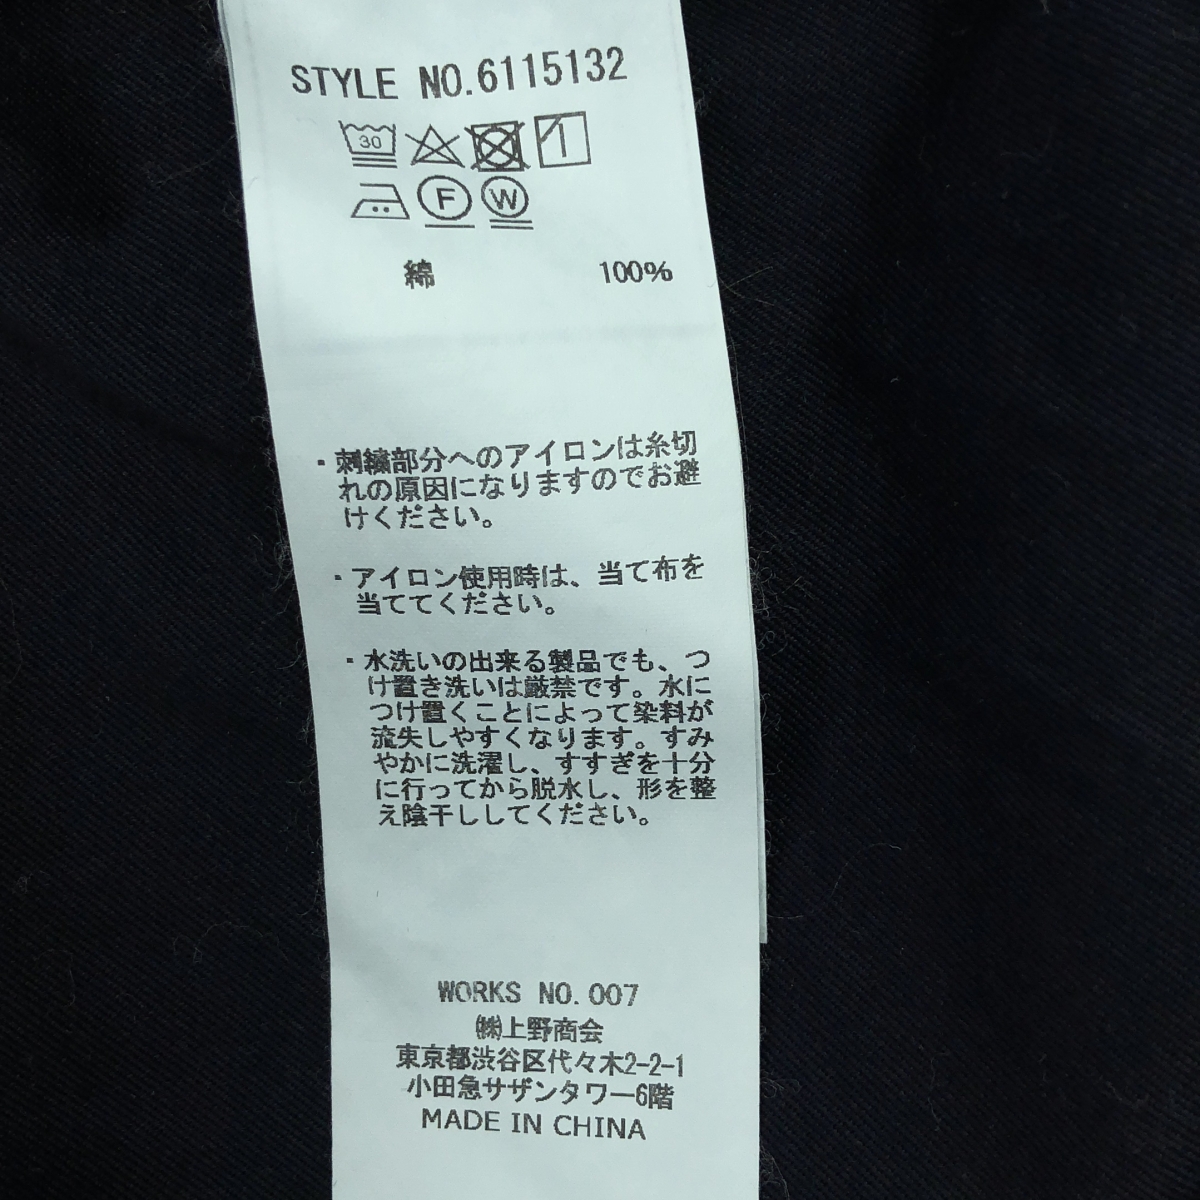 STYLE NO.6115132
30
F W
綿 100%
・刺繍部分へのアイロンは糸切
れの原因になりますのでお避
けください。
・アイロン使用時は、当て布を
当ててください。
・水洗いの出来る製品でも、つ
け置き洗いは厳禁です。水に
つけ置くことによって染料が
流失しやすくなります。すみ
やかに洗濯し、すすぎを十分
に行ってから脱水し、形を整
え陰干ししてください。
WORKS NO.007
㈱上野商会
東京都渋谷区代々木2-2-1
小田急サザンタワー6階
MADE IN CHINA